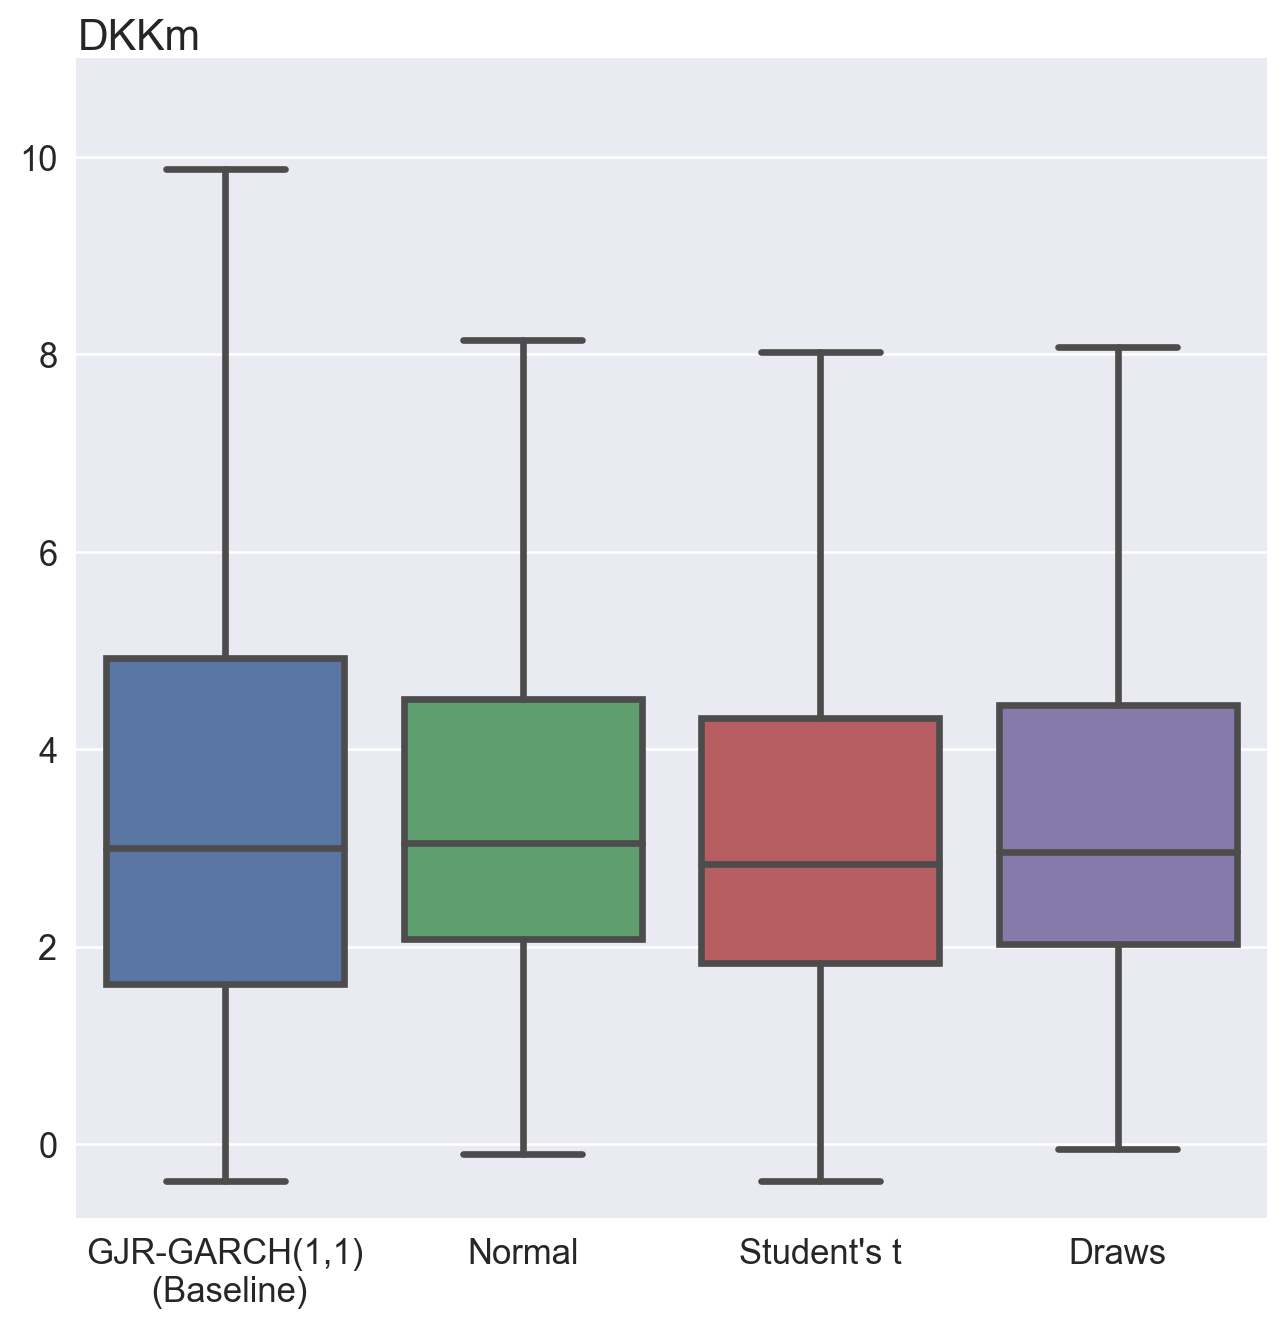 DKKm
10
8
6
4
2
0
GJR-GARCH(1,1)
(Baseline)
Normal
Student's t
Draws